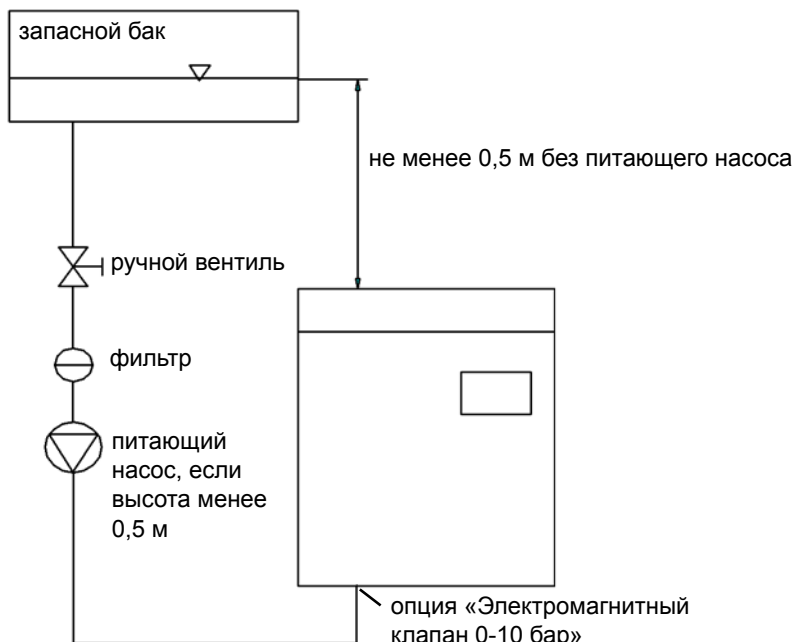 запасной бак
не менее 0,5 м без питающего насоса
ручной вентиль
фильтр
питающий
насос, если
высота менее
0,5 м
опция «Электромагнитный
клапан 0-10 бар»